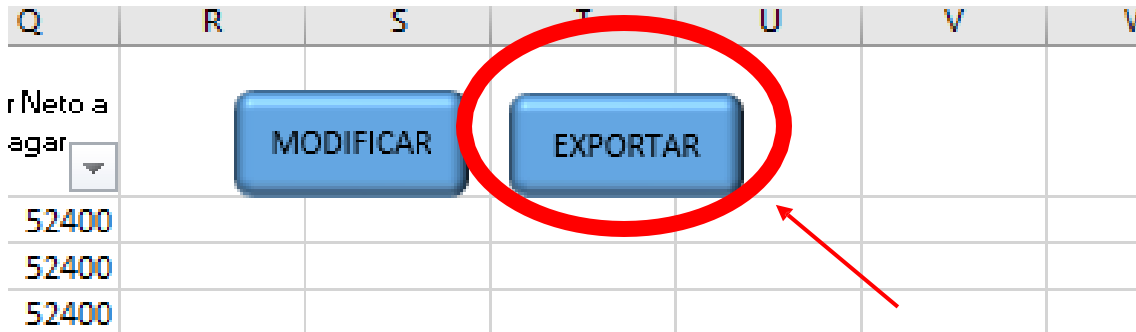 Q R S T U V
r Neto a
agar
MODIFICAR EXPORTAR
52400
52400
52400